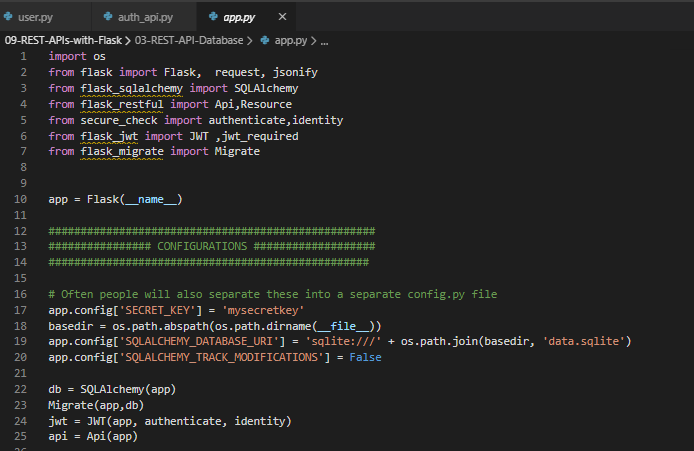 user.py auth_api.py app.py ×
09-REST-APIs-with-Flask > 03-REST-API-Database > app.py > ...
1 import os
2 from flask import Flask,  request, jsonify
3 from flask_sqlalchemy import SQLAlchemy
4 from flask_restful import Api,Resource
5 from secure_check import authenticate,identity
6 from flask_jwt import JWT ,jwt_required
7 from flask_migrate import Migrate
8
9
10 app = Flask(__name__)
11
12 ###################################################
13 ################ CONFIGURATIONS ###################
14 ##################################################
15
16 # Often people will also separate these into a separate config.py file
17 app.config['SECRET_KEY'] = 'mysecretkey'
18 basedir = os.path.abspath(os.path.dirname(__file__))
19 app.config['SQLALCHEMY_DATABASE_URI'] = 'sqlite:///' + os.path.join(basedir, 'data.sqlite')
20 app.config['SQLALCHEMY_TRACK_MODIFICATIONS'] = False
21
22 db = SQLAlchemy(app)
23 Migrate(app,db)
24 jwt = JWT(app, authenticate, identity)
25 api = Api(app)